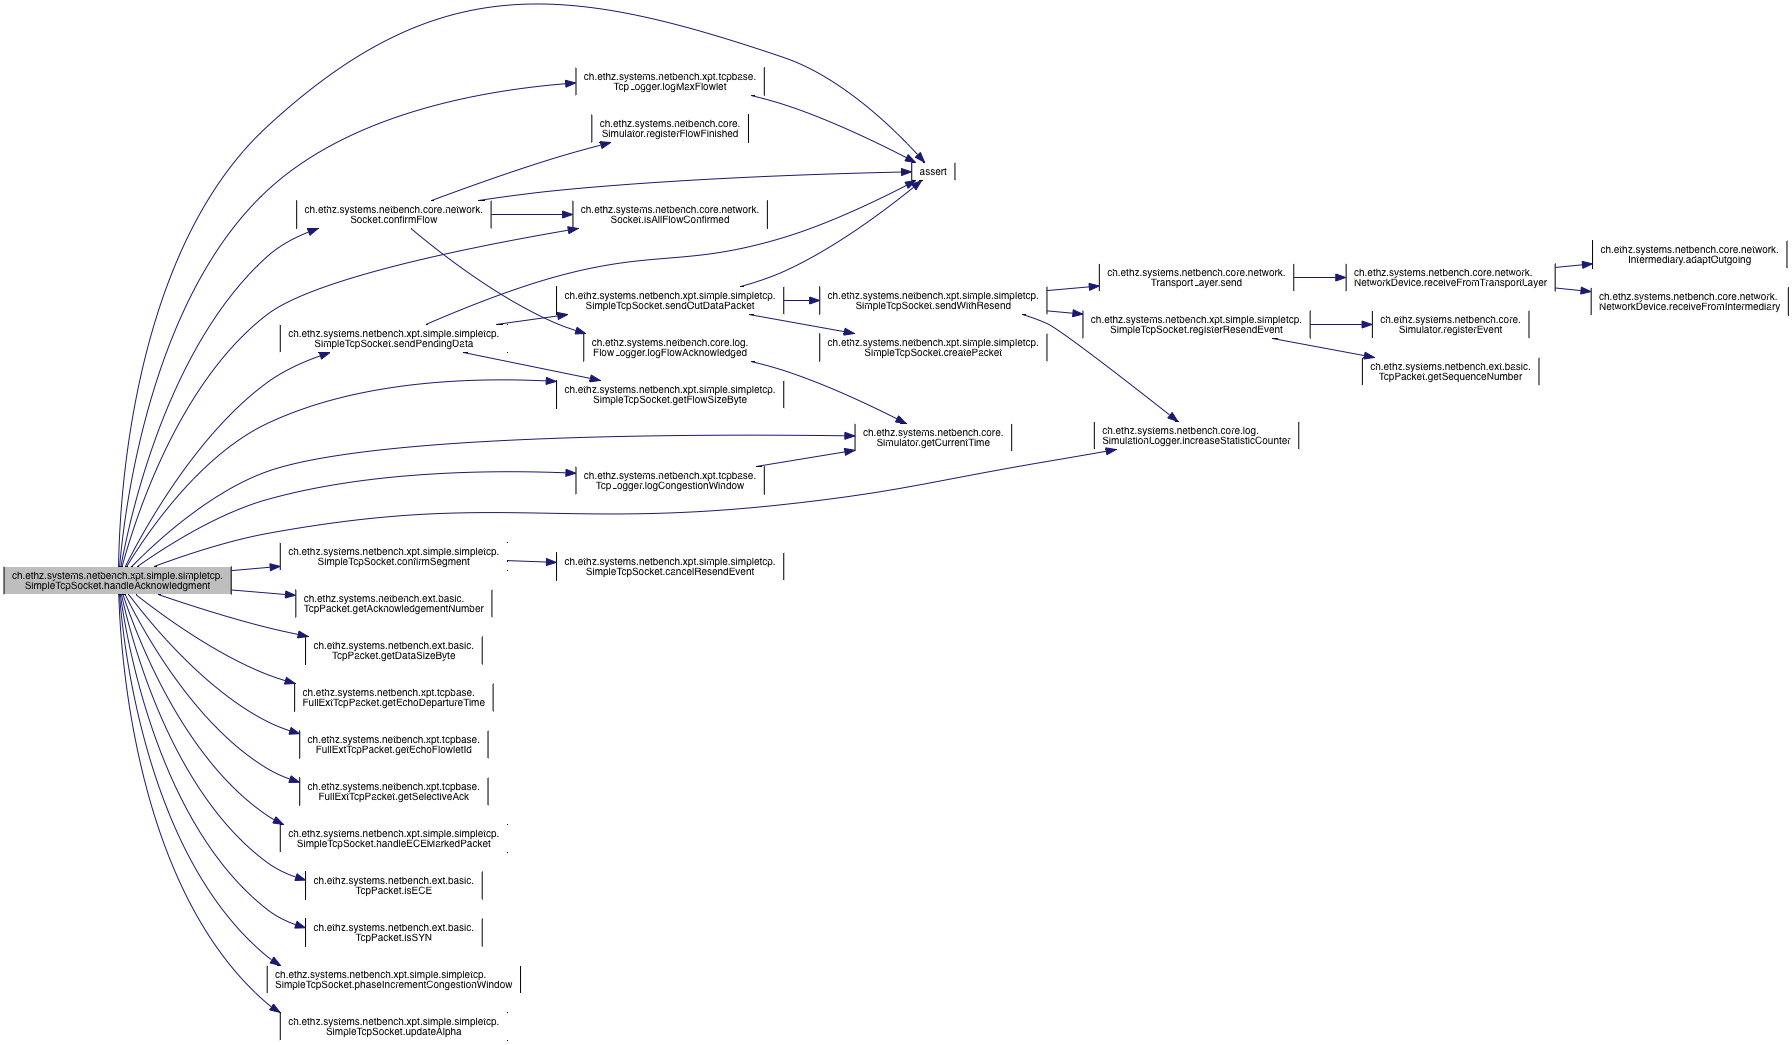 ch.ethz.systems.netbench.xpt.tcpbase.
TcpLogger.logMaxFlowlet
ch.ethz.systems.netbench.core.
Simulator.registerFlowFinished
assert
ch.ethz.systems.netbench.core.network.
Socket.confirmFlow
ch.ethz.systems.netbench.core.network.
Socket.isAllFlowConfirmed
ch.ethz.systems.netbench.core.network.
Intermediary.adaptOutgoing
ch.ethz.systems.netbench.core.network.
TransportLayer.send
ch.ethz.systems.netbench.core.network.
NetworkDevice.receiveFromTransportLayer
ch.ethz.systems.netbench.core.network.
NetworkDevice.receiveFromIntermediary
ch.ethz.systems.netbench.xpt.simple.simpletcp.
SimpleTcpSocket.sendOutDataPacket
ch.ethz.systems.netbench.xpt.simple.simpletcp.
SimpleTcpSocket.sendWithResend
ch.ethz.systems.netbench.xpt.simple.simpletcp.
SimpleTcpSocket.registerResendEvent
ch.ethz.systems.netbench.core.
Simulator.registerEvent
ch.ethz.systems.netbench.xpt.simple.simpletcp.
SimpleTcpSocket.sendPendingData
ch.ethz.systems.netbench.core.log.
FlowLogger.logFlowAcknowledged
ch.ethz.systems.netbench.xpt.simple.simpletcp.
SimpleTcpSocket.createPacket
ch.ethz.systems.netbench.ext.basic.
TcpPacket.getSequenceNumber
ch.ethz.systems.netbench.xpt.simple.simpletcp.
SimpleTcpSocket.getFlowSizeByte
ch.ethz.systems.netbench.core.
Simulator.getCurrentTime
ch.ethz.systems.netbench.core.log.
SimulationLogger.increaseStatisticCounter
ch.ethz.systems.netbench.xpt.tcpbase.
TcpLogger.logCongestionWindow
ch.ethz.systems.netbench.xpt.simple.simpletcp.
SimpleTcpSocket.handleAcknowledgment
ch.ethz.systems.netbench.xpt.simple.simpletcp.
SimpleTcpSocket.confirmSegment
ch.ethz.systems.netbench.xpt.simple.simpletcp.
SimpleTcpSocket.cancelResendEvent
ch.ethz.systems.netbench.ext.basic.
TcpPacket.getAcknowledgementNumber
ch.ethz.systems.netbench.ext.basic.
TcpPacket.getDataSizeByte
ch.ethz.systems.netbench.xpt.tcpbase.
FullExtTcpPacket.getEchoDepartureTime
ch.ethz.systems.netbench.xpt.tcpbase.
FullExtTcpPacket.getEchoFlowletId
ch.ethz.systems.netbench.xpt.tcpbase.
FullExtTcpPacket.getSelectiveAck
ch.ethz.systems.netbench.xpt.simple.simpletcp.
SimpleTcpSocket.handleECEMarkedPacket
ch.ethz.systems.netbench.ext.basic.
TcpPacket.isECE
ch.ethz.systems.netbench.ext.basic.
TcpPacket.isSYN
ch.ethz.systems.netbench.xpt.simple.simpletcp.
SimpleTcpSocket.phaseIncrementCongestionWindow
ch.ethz.systems.netbench.xpt.simple.simpletcp.
SimpleTcpSocket.updateAlpha